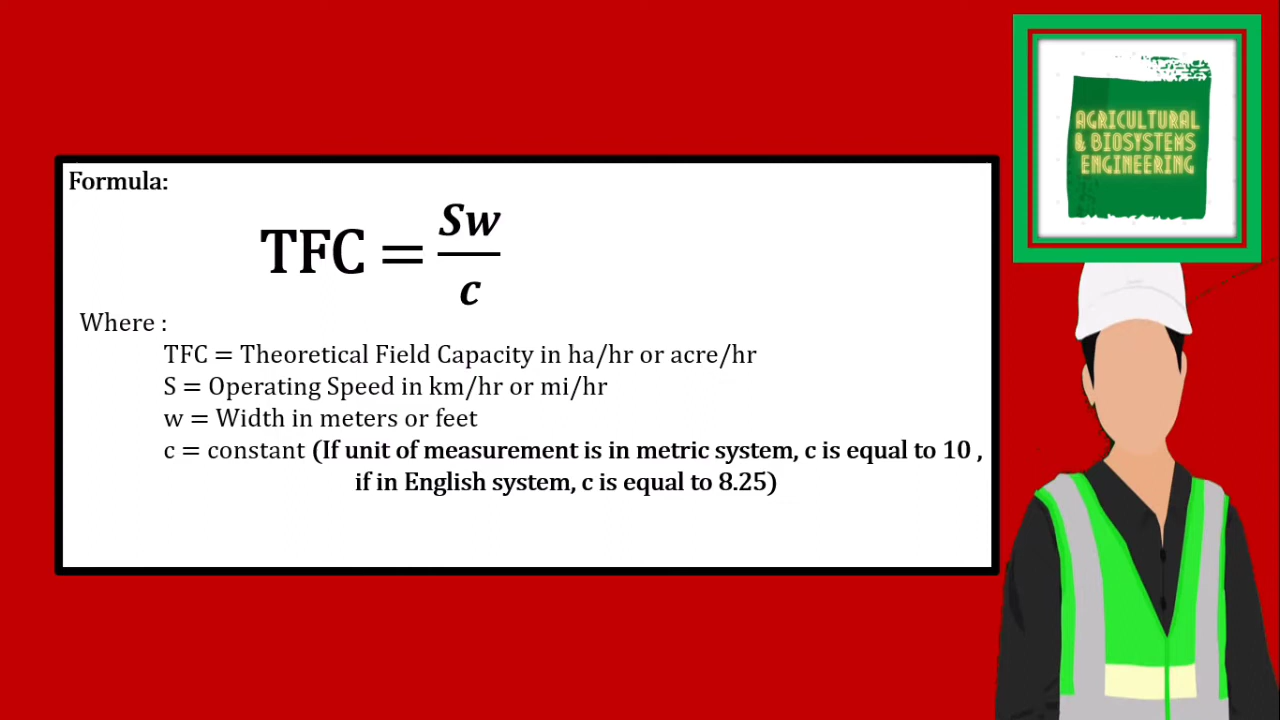 Formula:
TFC = Sw/c
Where :
TFC = Theoretical Field Capacity in ha/hr or acre/hr
S = Operating Speed in km/hr or mi/hr
w = Width in meters or feet
c = constant (If unit of measurement is in metric system, c is equal to 10 ,
if in English system, c is equal to 8.25)
AGRICULTURAL
& BIOSYSTEMS
ENGINEERING